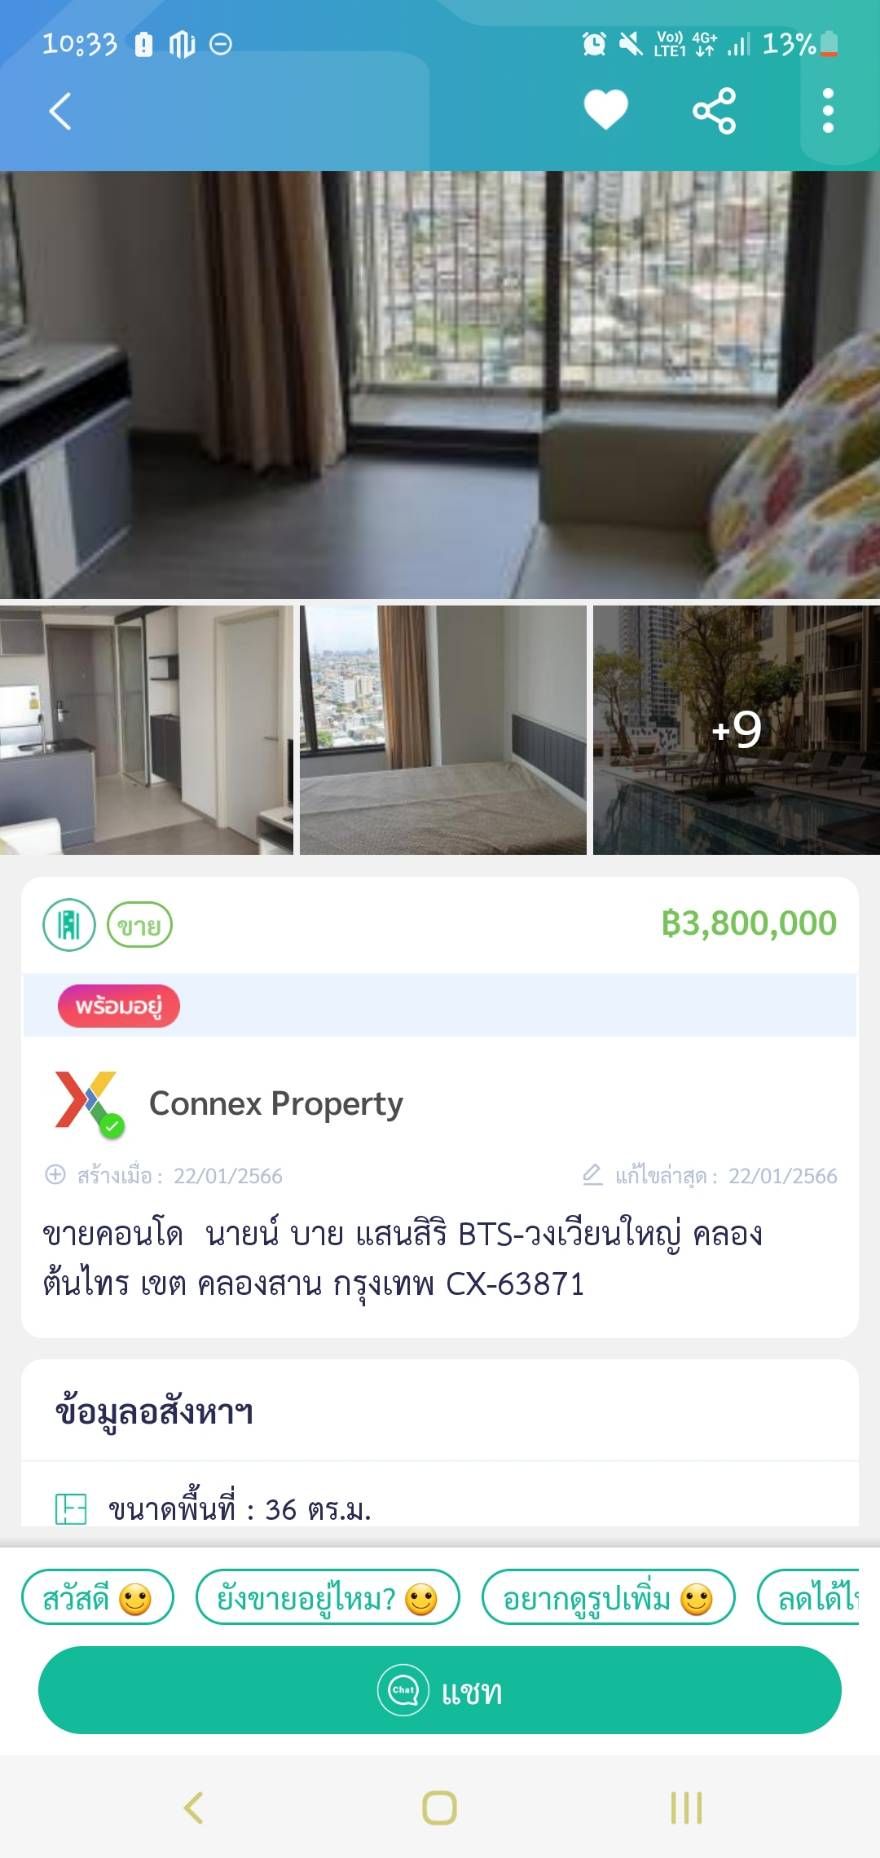 10:33
Vo)) 4G+
LTE1
13%
+9
ขาย
฿3,800,000
พร้อมอยู่
Connex Property
สร้างเมื่อ : 22/01/2566
แก้ไขล่าสุด : 22/01/2566
ขายคอนโด นายน์ บาย แสนสิริ BTS-วงเวียนใหญ่ คลอง
ต้นไทร เขต คลองสาน กรุงเทพ CX-63871
ข้อมูลอสังหาฯ
ขนาดพื้นที่ : 36 ตร.ม.
สวัสดี
ยังขายอยู่ไหม?
อยากดูรูปเพิ่ม
ลดได้ไ
Chat
แชท